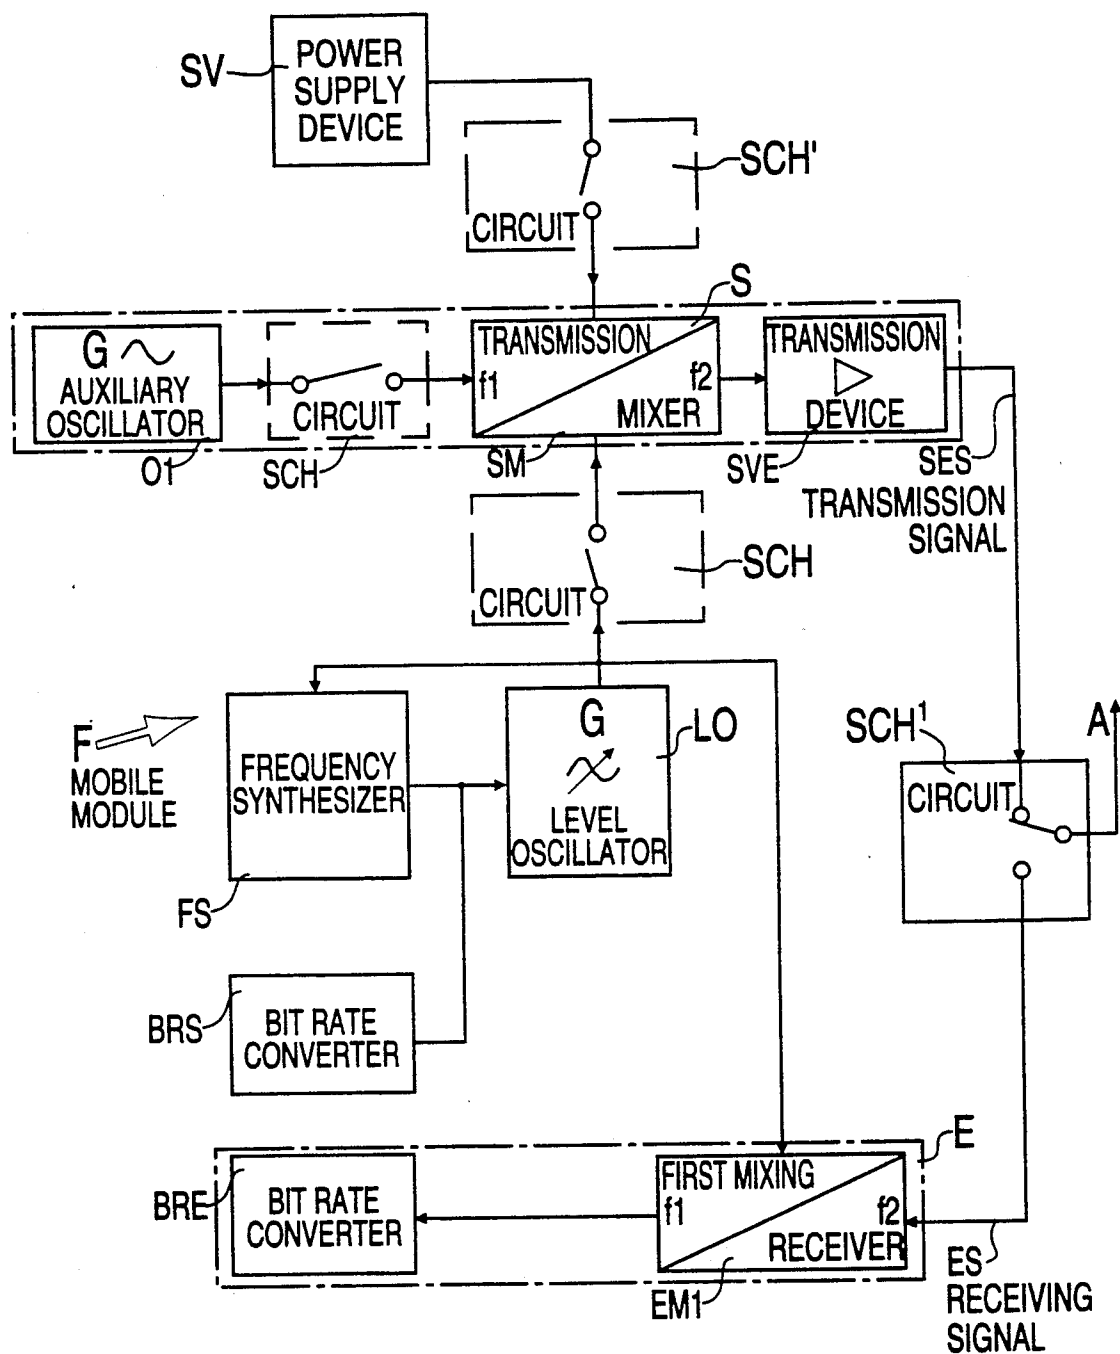 SV
POWER
SUPPLY
DEVICE
SCH'
CIRCUIT
S
G
AUXILIARY
OSCILLATOR
CIRCUIT
TRANSMISSION
f1
f2
MIXER
TRANSMISSION
DEVICE
O1
SCH
SM
SVE
SES
TRANSMISSION
SIGNAL
SCH
CIRCUIT
F
MOBILE
MODULE
FREQUENCY
SYNTHESIZER
G
LEVEL
OSCILLATOR
LO
SCH¹
A
CIRCUIT
FS
BRS
BIT RATE
CONVERTER
E
BRE
BIT RATE
CONVERTER
FIRST MIXING
f1
f2
RECEIVER
EM1
ES
RECEIVING
SIGNAL